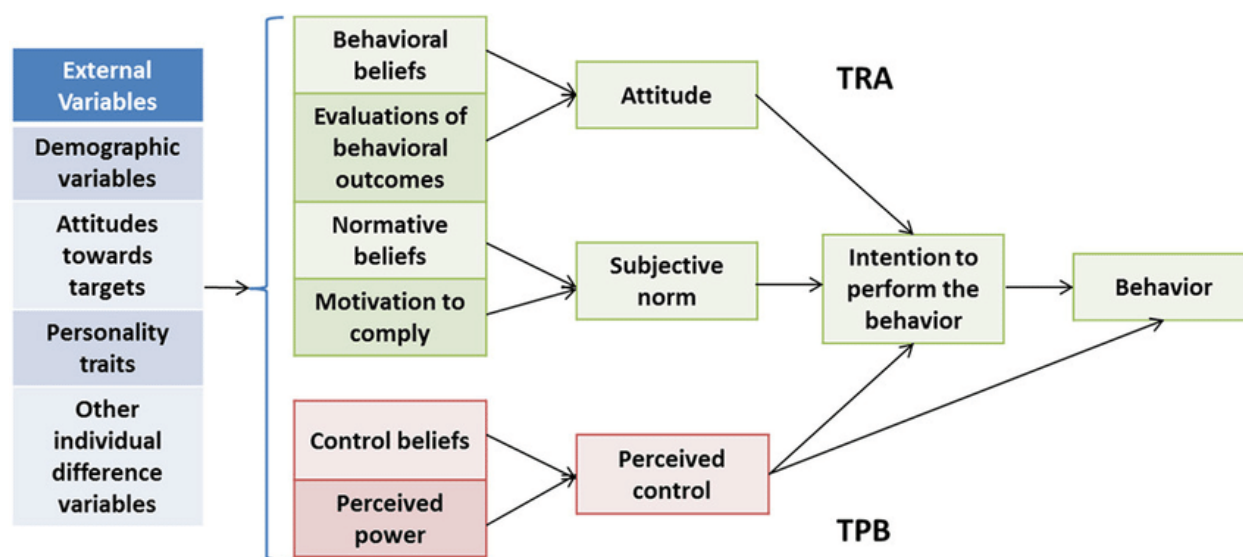 External
Variables
Demographic
variables
Attitudes
towards
targets
Personality
traits
Other
individual
difference
variables
Behavioral
beliefs
Evaluations of
behavioral
outcomes
Normative
beliefs
Motivation to
comply
Control beliefs
Perceived
power
Attitude
Subjective
norm
Perceived
control
TRA
Intention to
perform the
behavior
Behavior
TPB